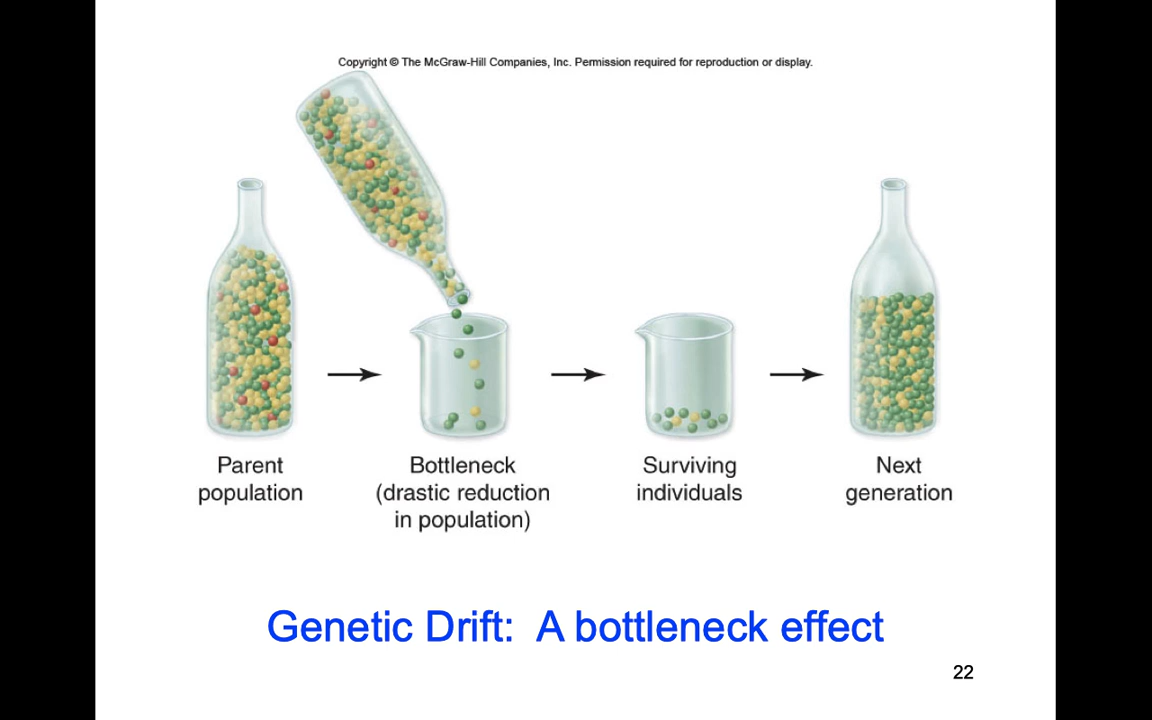 Copyright © The McGraw-Hill Companies, Inc. Permission required for reproduction or display.
Parent
population
Bottleneck
(drastic reduction
in population)
Surviving
individuals
Next
generation
Genetic Drift:  A bottleneck effect
22